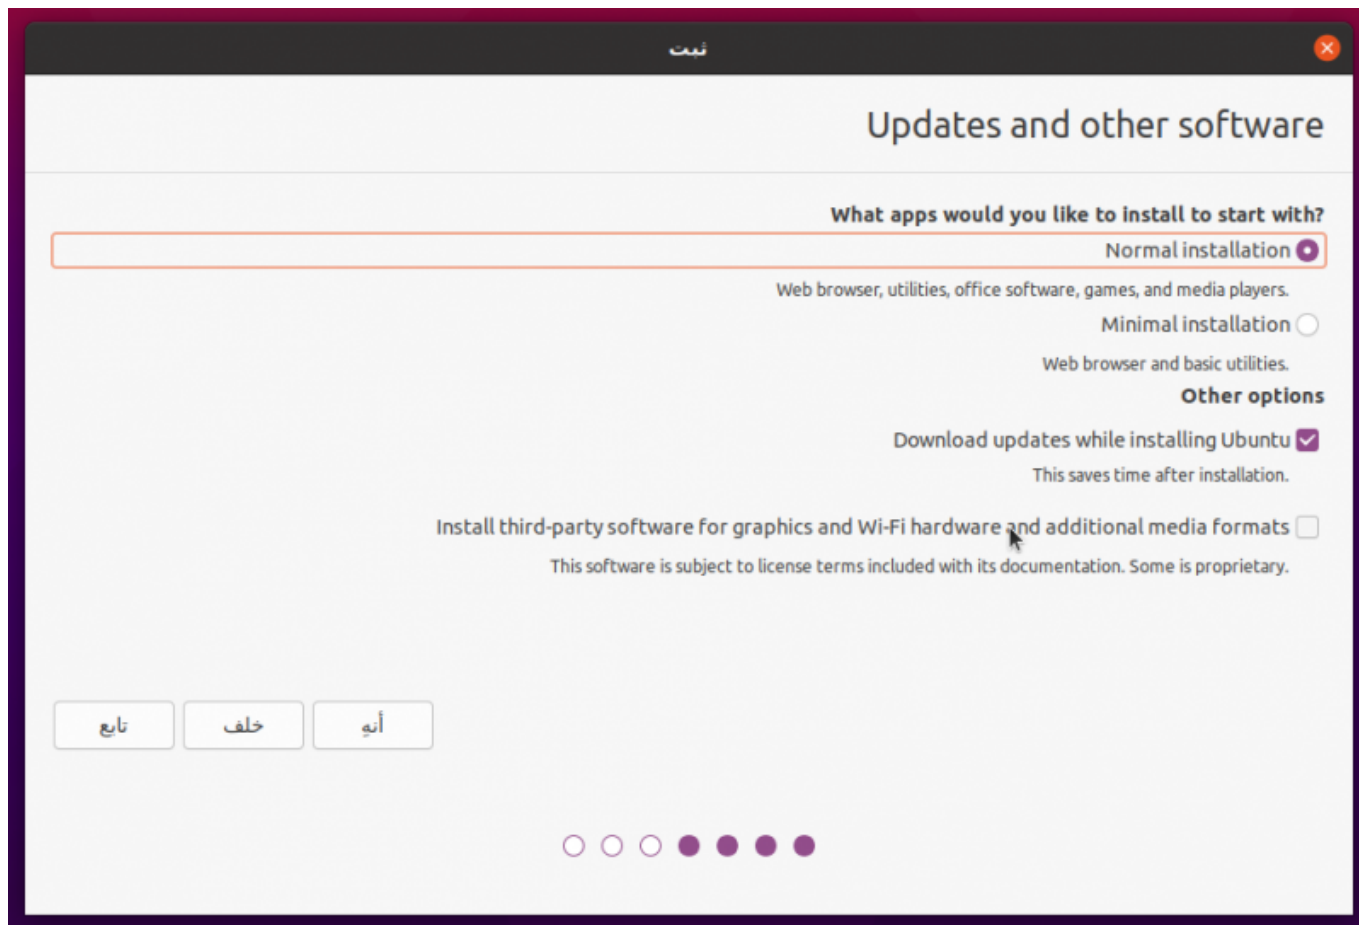 ثبت
Updates and other software
What apps would you like to install to start with?
Normal installation
Web browser, utilities, office software, games, and media players.
Minimal installation
Web browser and basic utilities.
Other options
Download updates while installing Ubuntu
This saves time after installation.
Install third-party software for graphics and Wi-Fi hardware and additional media formats
This software is subject to license terms included with its documentation. Some is proprietary.
أنهِ
خلف
تابع